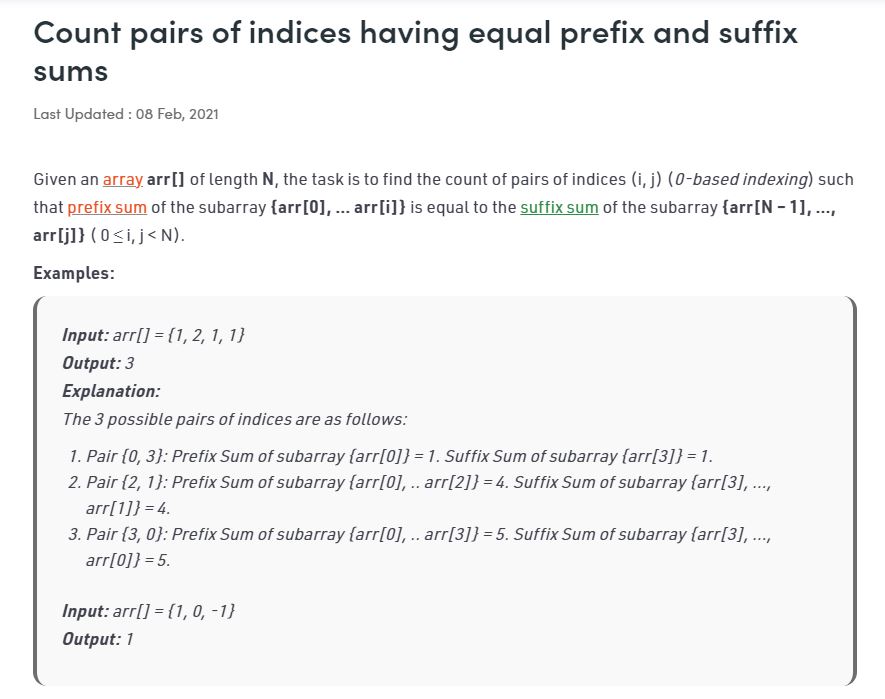 Count pairs of indices having equal prefix and suffix
sums
Last Updated : 08 Feb, 2021
Given an array arr[] of length N, the task is to find the count of pairs of indices (i, j) (0-based indexing) such
that prefix sum of the subarray {arr[0], … arr[i]} is equal to the suffix sum of the subarray {arr[N – 1], …,
arr[j]} ( 0 ≤ i, j < N).
Examples:
Input: arr[] = {1, 2, 1, 1}
Output: 3
Explanation:
The 3 possible pairs of indices are as follows:
1. Pair {0, 3}: Prefix Sum of subarray {arr[0]} = 1. Suffix Sum of subarray {arr[3]} = 1.
2. Pair {2, 1}: Prefix Sum of subarray {arr[0], .. arr[2]} = 4. Suffix Sum of subarray {arr[3], …,
arr[1]} = 4.
3. Pair {3, 0}: Prefix Sum of subarray {arr[0], .. arr[3]} = 5. Suffix Sum of subarray {arr[3], …,
arr[0]} = 5.
Input: arr[] = {1, 0, -1}
Output: 1